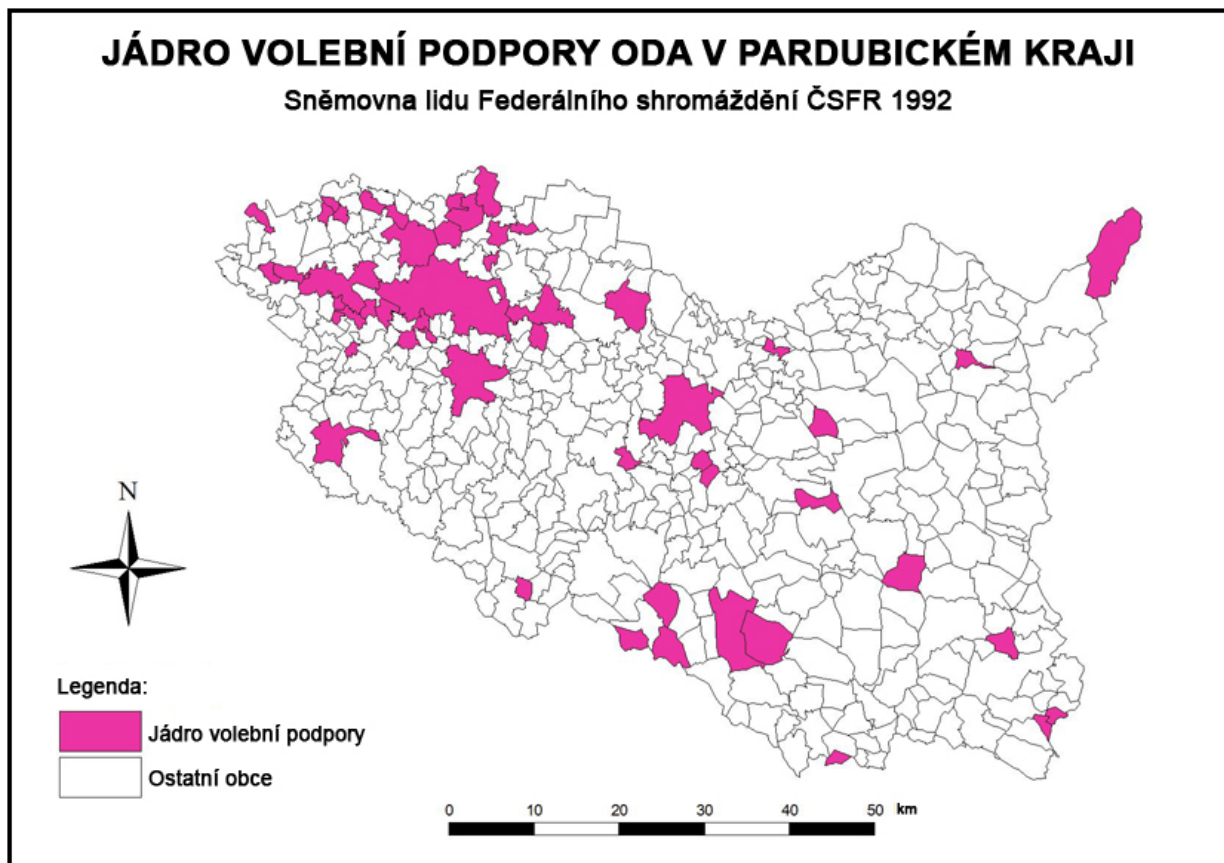 JÁDRO VOLEBNÍ PODPORY ODA V PARDUBICKÉM KRAJI
Sněmovna lidu Federálního shromáždění ČSFR 1992
N
Legenda:
Jádro volební podpory
Ostatní obce
0 10 20 30 40 50 km